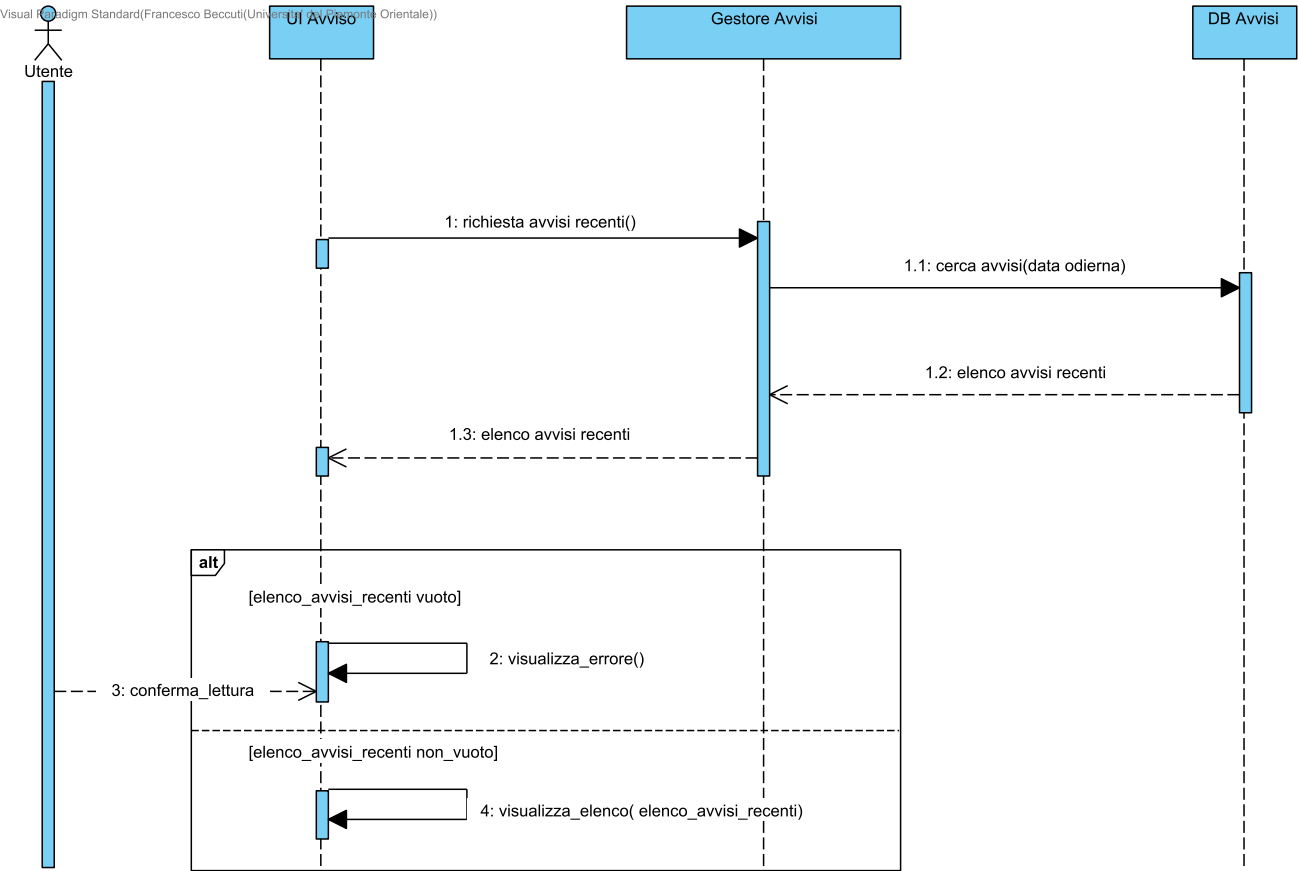 Visual Paradigm Standard(Francesco Beccuti(Universita del Piemonte Orientale))
UI Avviso
Gestore Avvisi
DB Avvisi
Utente
1: richiesta avvisi recenti()
1.1: cerca avvisi(data odierna)
1.2: elenco avvisi recenti
1.3: elenco avvisi recenti
alt
[elenco_avvisi_recenti vuoto]
2: visualizza_errore()
3: conferma_lettura
[elenco_avvisi_recenti non_vuoto]
4: visualizza_elenco( elenco_avvisi_recenti)